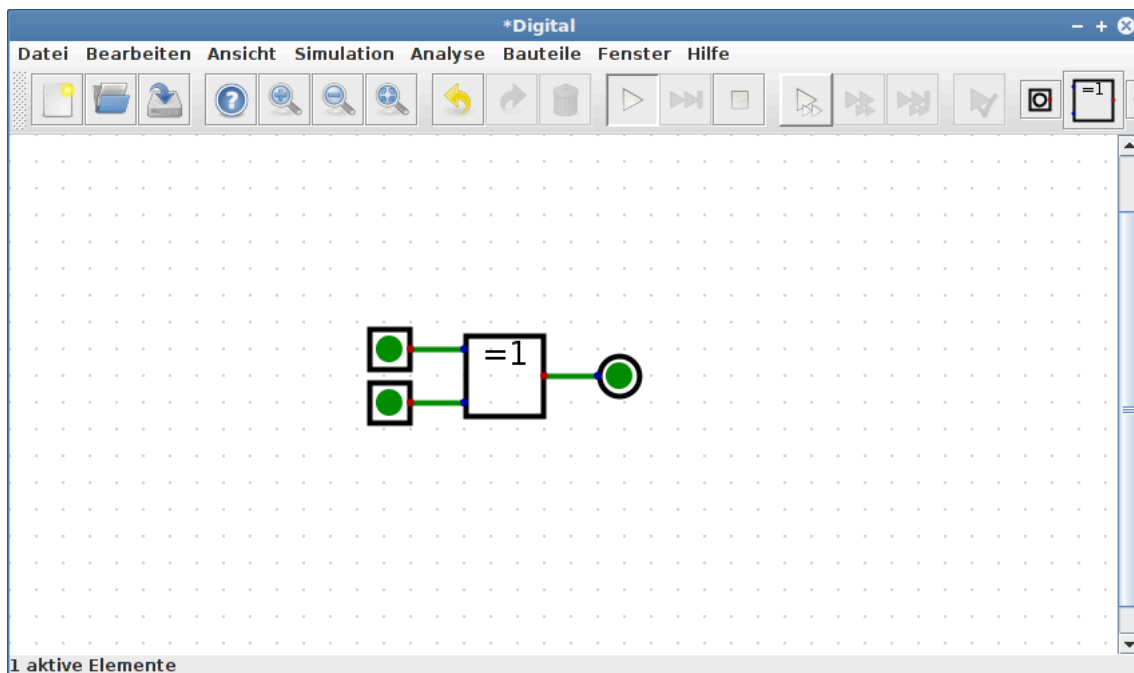 *Digital
Datei Bearbeiten Ansicht Simulation Analyse Bauteile Fenster Hilfe
=1
=1
1 aktive Elemente